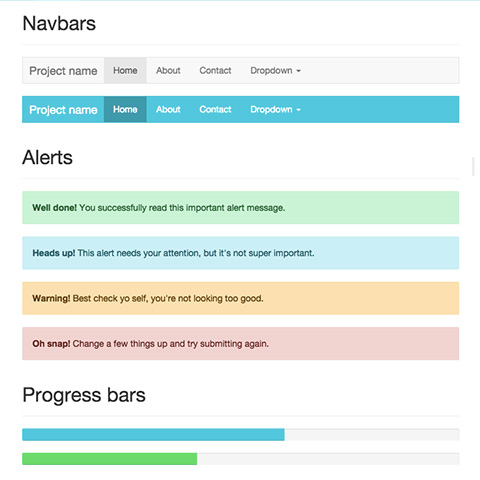 Navbars
Project name Home About Contact Dropdown
Project name Home About Contact Dropdown
Alerts
Well done! You successfully read this important alert message.
Heads up! This alert needs your attention, but it's not super important.
Warning! Best check yo self, you're not looking too good.
Oh snap! Change a few things up and try submitting again.
Progress bars